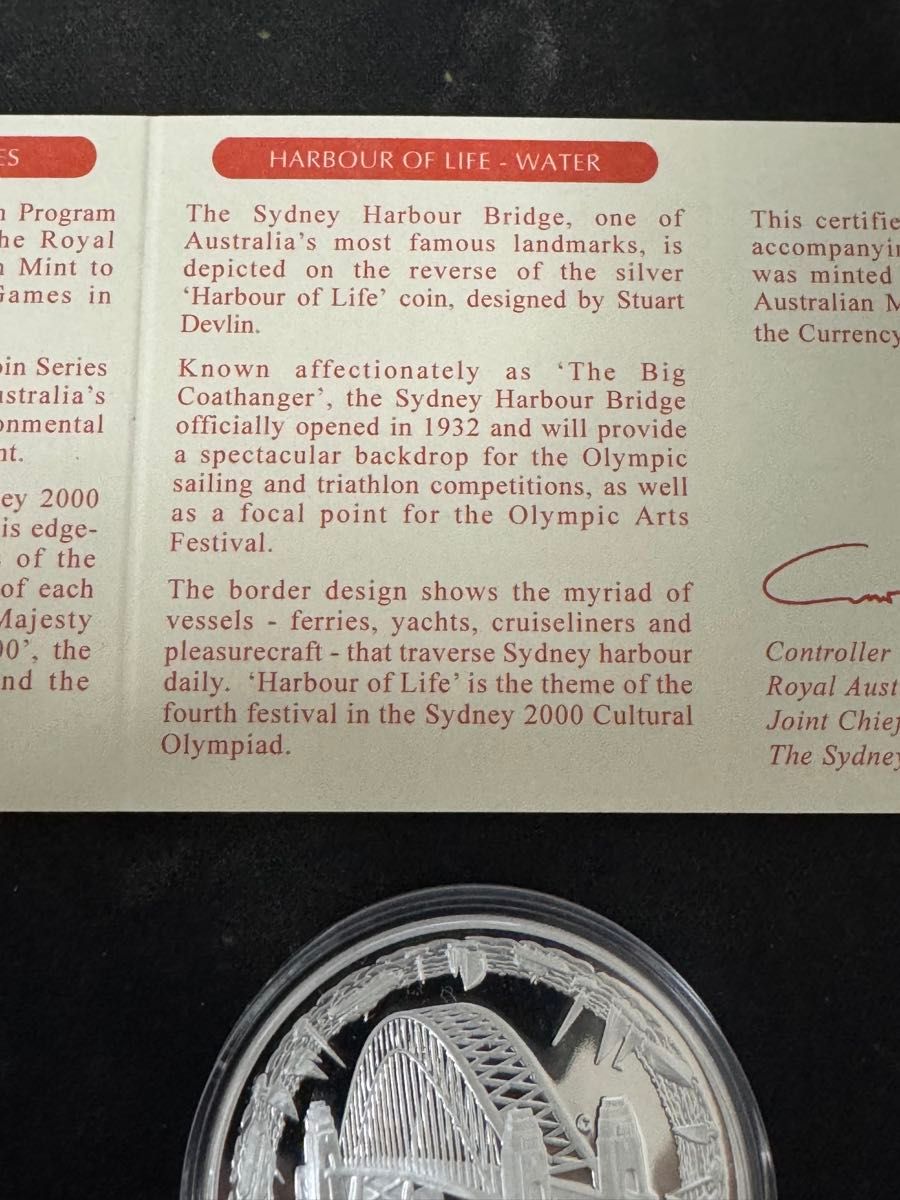 ES
n Program
he Royal
n Mint to
Games in
oin Series
ustralia's
onmental
nt.
ey 2000
is edge-
of the
of each
Majesty
00', the
nd the
HARBOUR OF LIFE - WATER
The Sydney Harbour Bridge, one of
Australia's most famous landmarks, is
depicted on the reverse of the silver
'Harbour of Life' coin, designed by Stuart
Devlin.
Known affectionately as 'The Big
Coathanger', the Sydney Harbour Bridge
officially opened in 1932 and will provide
a spectacular backdrop for the Olympic
sailing and triathlon competitions, as well
as a focal point for the Olympic Arts
Festival.
The border design shows the myriad of
vessels - ferries, yachts, cruiseliners and
pleasurecraft - that traverse Sydney harbour
daily. 'Harbour of Life' is the theme of the
fourth festival in the Sydney 2000 Cultural
Olympiad.
This certifie
accompanyin
was minted
Australian M
the Currency
Controller
Royal Aust
Joint Chief
The Sydney